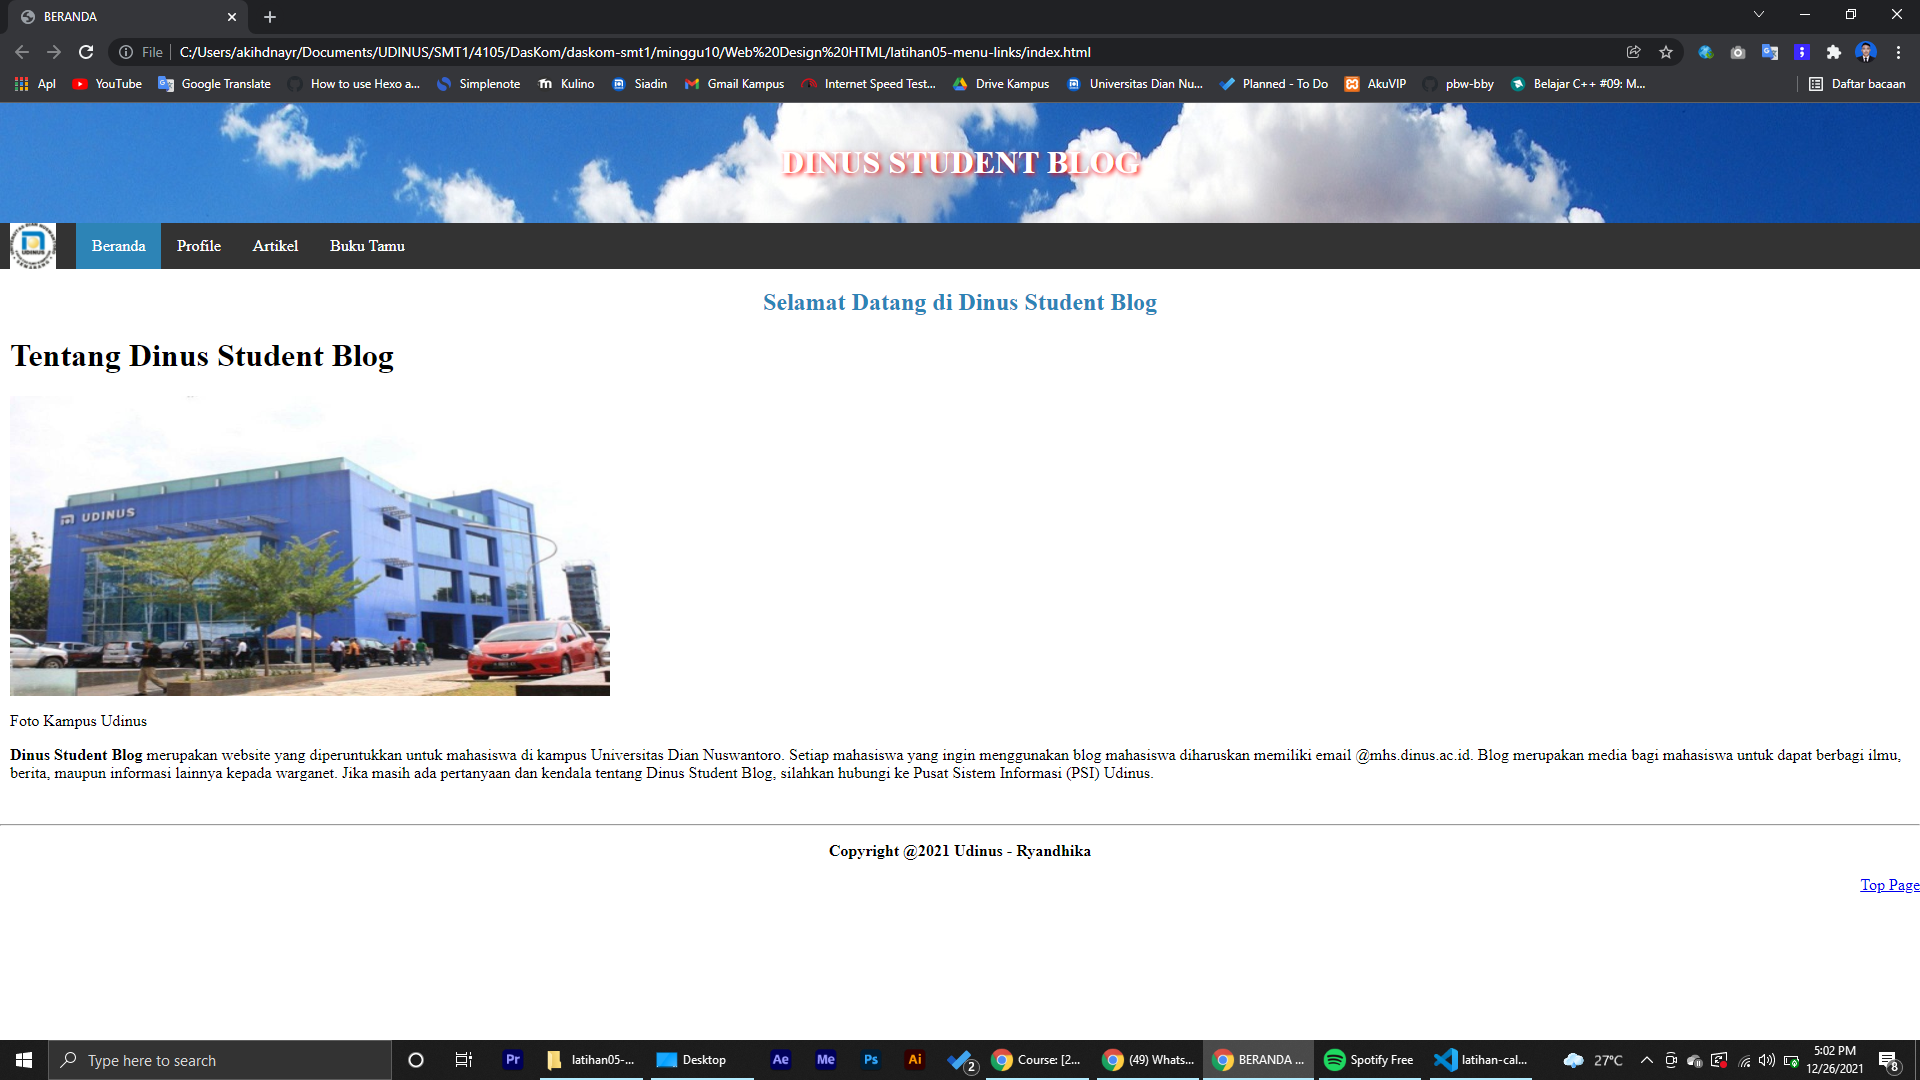 BERANDA
File
C:/Users/akihdnayr/Documents/UDINUS/SMT1/4105/DasKom/daskom-smt1/minggu10/Web%20Design%20HTML/latihan05-menu-links/index.html
Apl YouTube Google Translate How to use Hexo a... Simplenote Kulino Siadin Gmail Kampus Internet Speed Test... Drive Kampus Universitas Dian Nu... Planned - To Do AkuVIP pbw-bby Belajar C++ #09: M... Daftar bacaan
DINUS STUDENT BLOG
UDINUS
Beranda Profile Artikel Buku Tamu
Selamat Datang di Dinus Student Blog
Tentang Dinus Student Blog
UDINUS
Foto Kampus Udinus
Dinus Student Blog merupakan website yang diperuntukkan untuk mahasiswa di kampus Universitas Dian Nuswantoro. Setiap mahasiswa yang ingin menggunakan blog mahasiswa diharuskan memiliki email @mhs.dinus.ac.id. Blog merupakan media bagi mahasiswa untuk dapat berbagi ilmu,
berita, maupun informasi lainnya kepada warganet. Jika masih ada pertanyaan dan kendala tentang Dinus Student Blog, silahkan hubungi ke Pusat Sistem Informasi (PSI) Udinus.
Copyright @2021 Udinus - Ryandhika
Top Page
Type here to search
Pr
latihan05-...
Desktop
Ae
Me
Ps
Ai
2
Course: [2...
(49) Whats...
BERANDA ...
Spotify Free
latihan-cal...
27°C
5:02 PM
12/26/2021
8